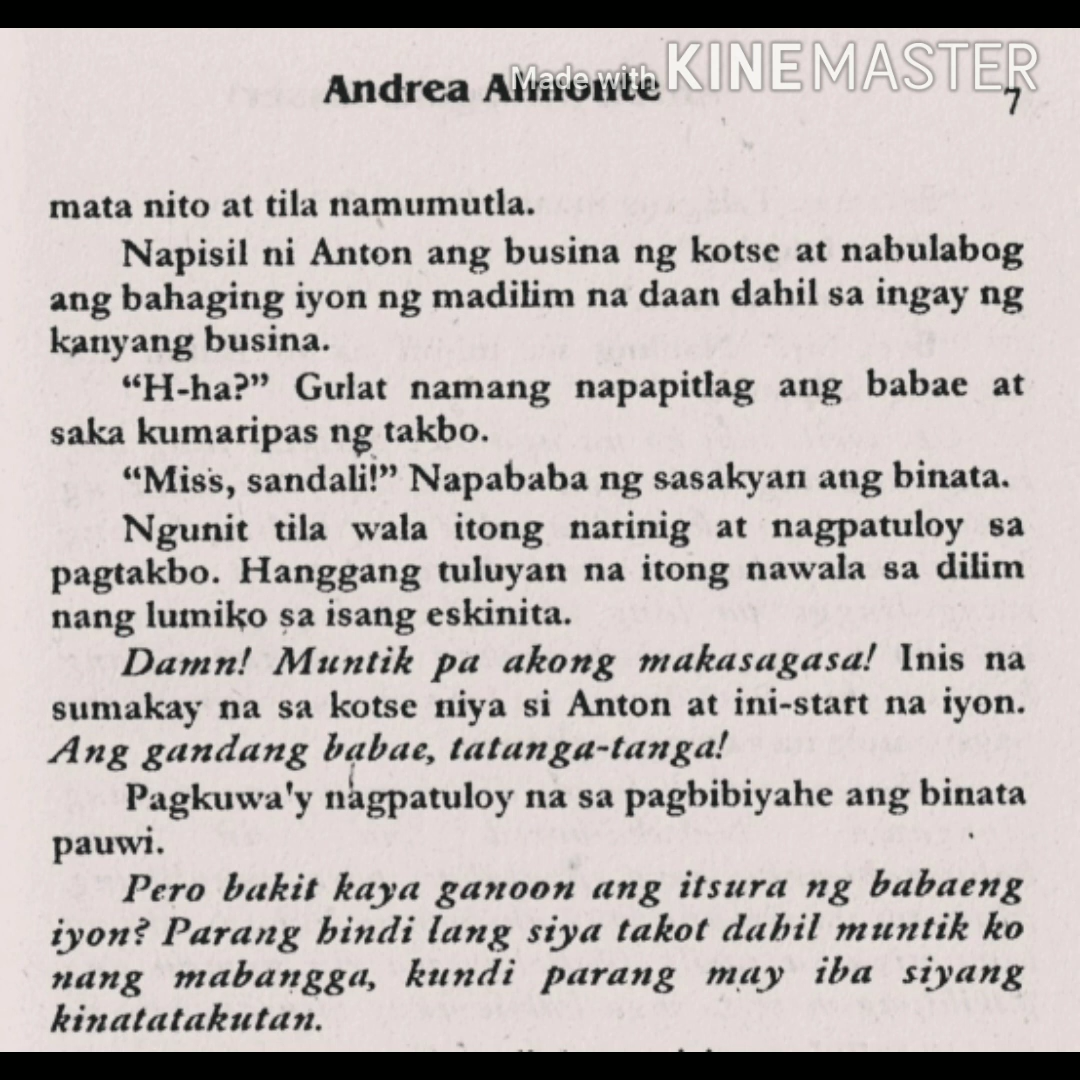 Made with KINEMASTER
Andrea Almonte
7
mata nito at tila namumutla.
Napisil ni Anton ang busina ng kotse at nabulabog
ang bahaging iyon ng madilim na daan dahil sa ingay ng
kanyang busina.
“H-ha?” Gulat namang napapitlag ang babae at
saka kumaripas ng takbo.
“Miss, sandali!” Napababa ng sasakyan ang binata.
Ngunit tila wala itong narinig at nagpatuloy sa
pagtakbo. Hanggang tuluyan na itong nawala sa dilim
nang lumiko sa isang eskinita.
Damn! Muntik pa akong makasagasa! Inis na
sumakay na sa kotse niya si Anton at ini-start na iyon.
Ang gandang babae, tatanga-tanga!
Pagkuwa'y nagpatuloy na sa pagbibiyahe ang binata
pauwi.
Pero bakit kaya ganoon ang itsura ng babaeng
iyon? Parang hindi lang siya takot dahil muntik ko
nang mabangga, kundi parang may iba siyang
kinatatakutan.